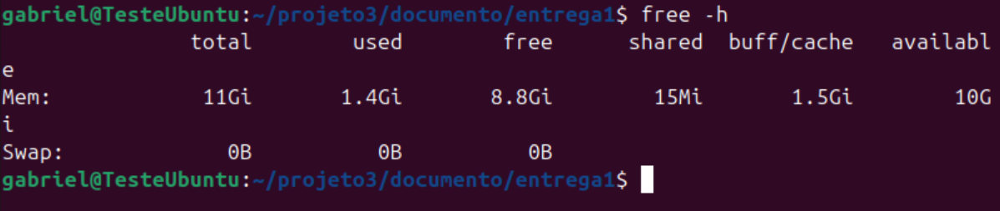 gabriel@TesteUbuntu:~/projeto3/documento/entrega1$ free -h
               total        used        free      shared  buff/cache   availabl
e
Mem:            11Gi       1.4Gi       8.8Gi        15Mi       1.5Gi        10G
i
Swap:             0B          0B          0B
gabriel@TesteUbuntu:~/projeto3/documento/entrega1$